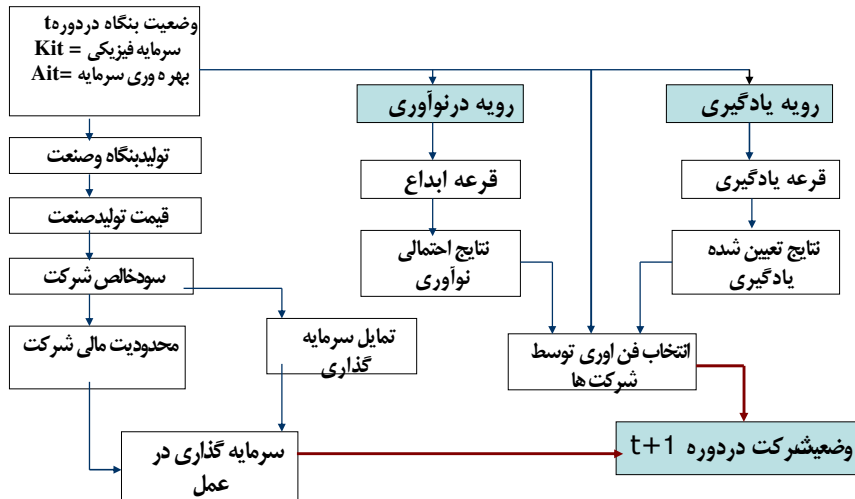 وضعیت بنگاه دردورهt
سرمایه فیزیکی = Kit
بهره وری سرمایه =Ait
رویه درنوآوری
رویه یادگیری
تولیدبنگاه وصنعت
قرعه ابداع
قرعه یادگیری
قیمت تولیدصنعت
نتایج احتمالی
نوآوری
نتایج تعیین شده
یادگیری
سودخالص شرکت
محدودیت مالی شرکت
تمایل سرمایه
گذاری
انتخاب فن اوری توسط
شرکت ها
سرمایه گذاری در
عمل
وضعیتشرکت دردوره t+1